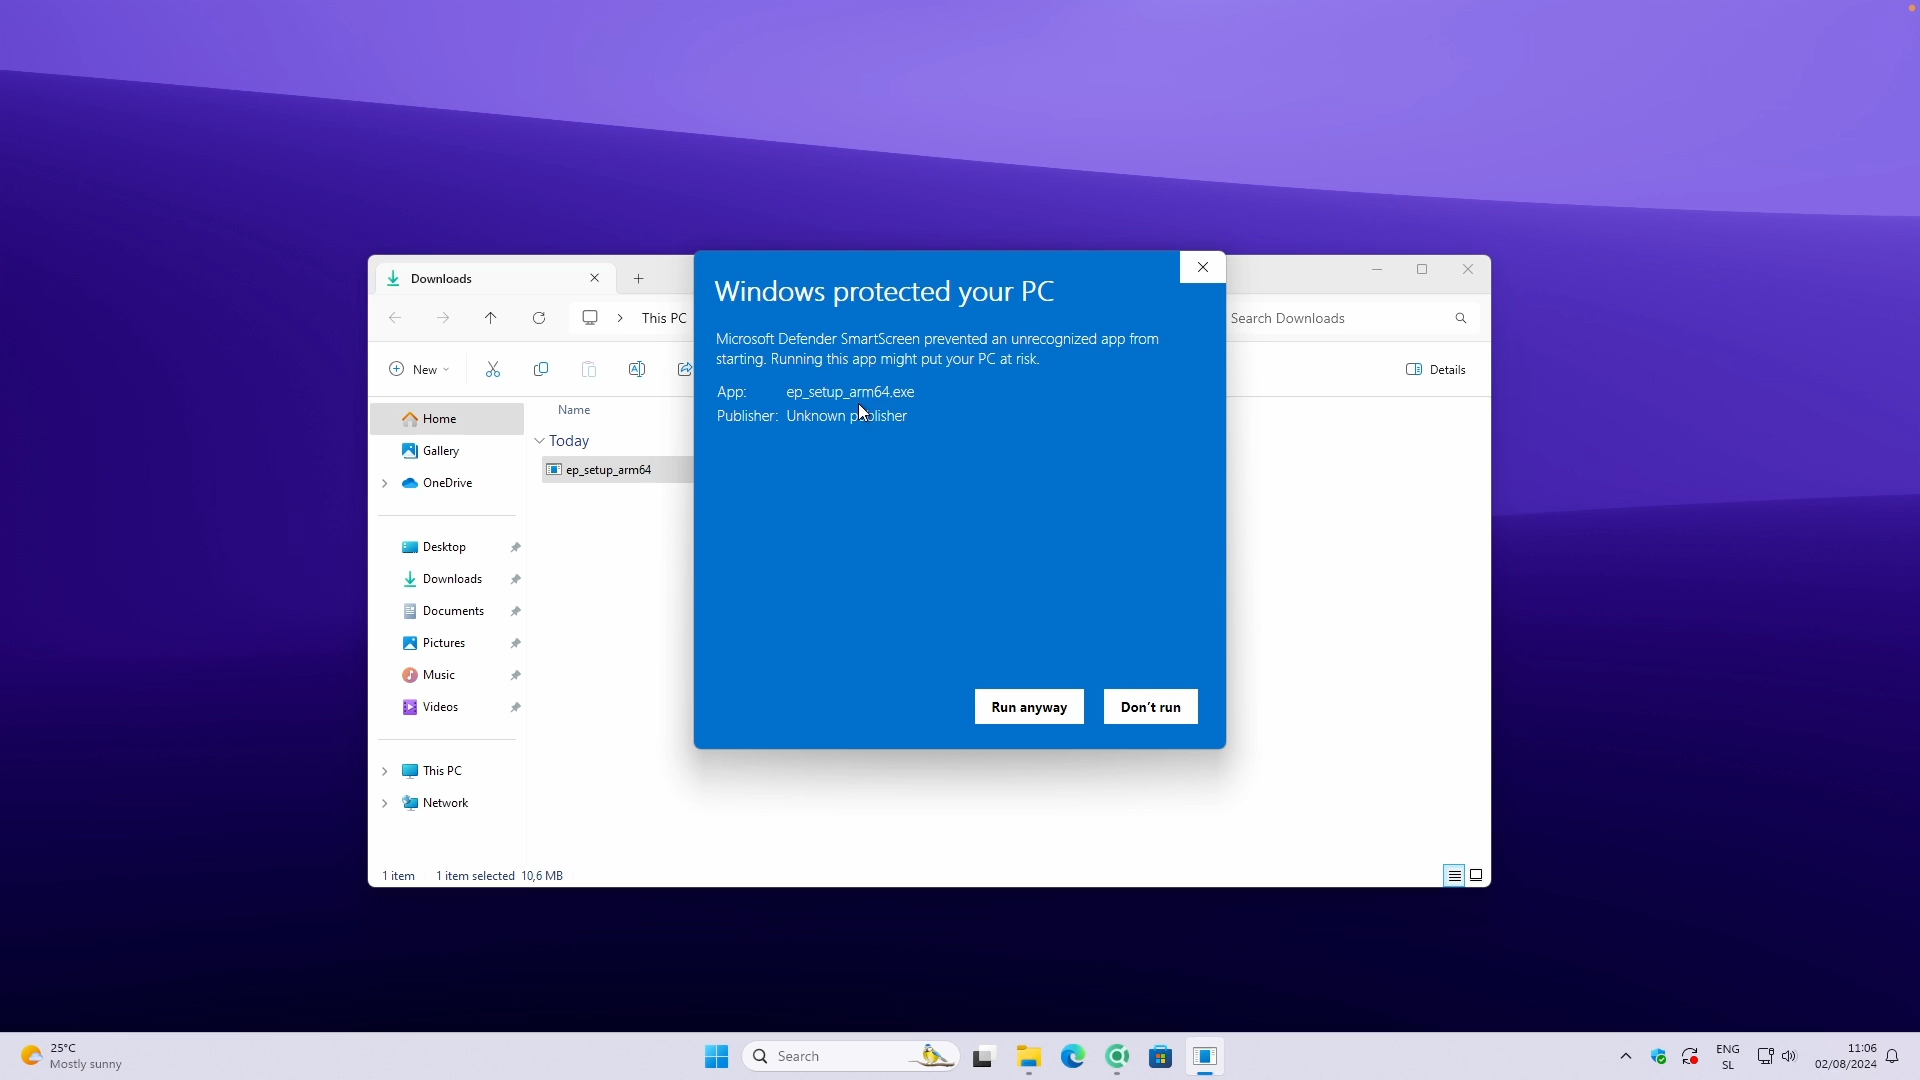 Downloads
This PC
Search Downloads
New
Details
Home
Gallery
OneDrive
Desktop
Downloads
Documents
Pictures
Music
Videos
This PC
Network
Name
Today
ep_setup_arm64
1 item
1 item selected 10,6 MB
Windows protected your PC
Microsoft Defender SmartScreen prevented an unrecognized app from
starting. Running this app might put your PC at risk.
App: ep_setup_arm64.exe
Publisher: Unknown publisher
Run anyway
Don't run
25°C
Mostly sunny
Search
ENG
SL
11:06
02/08/2024